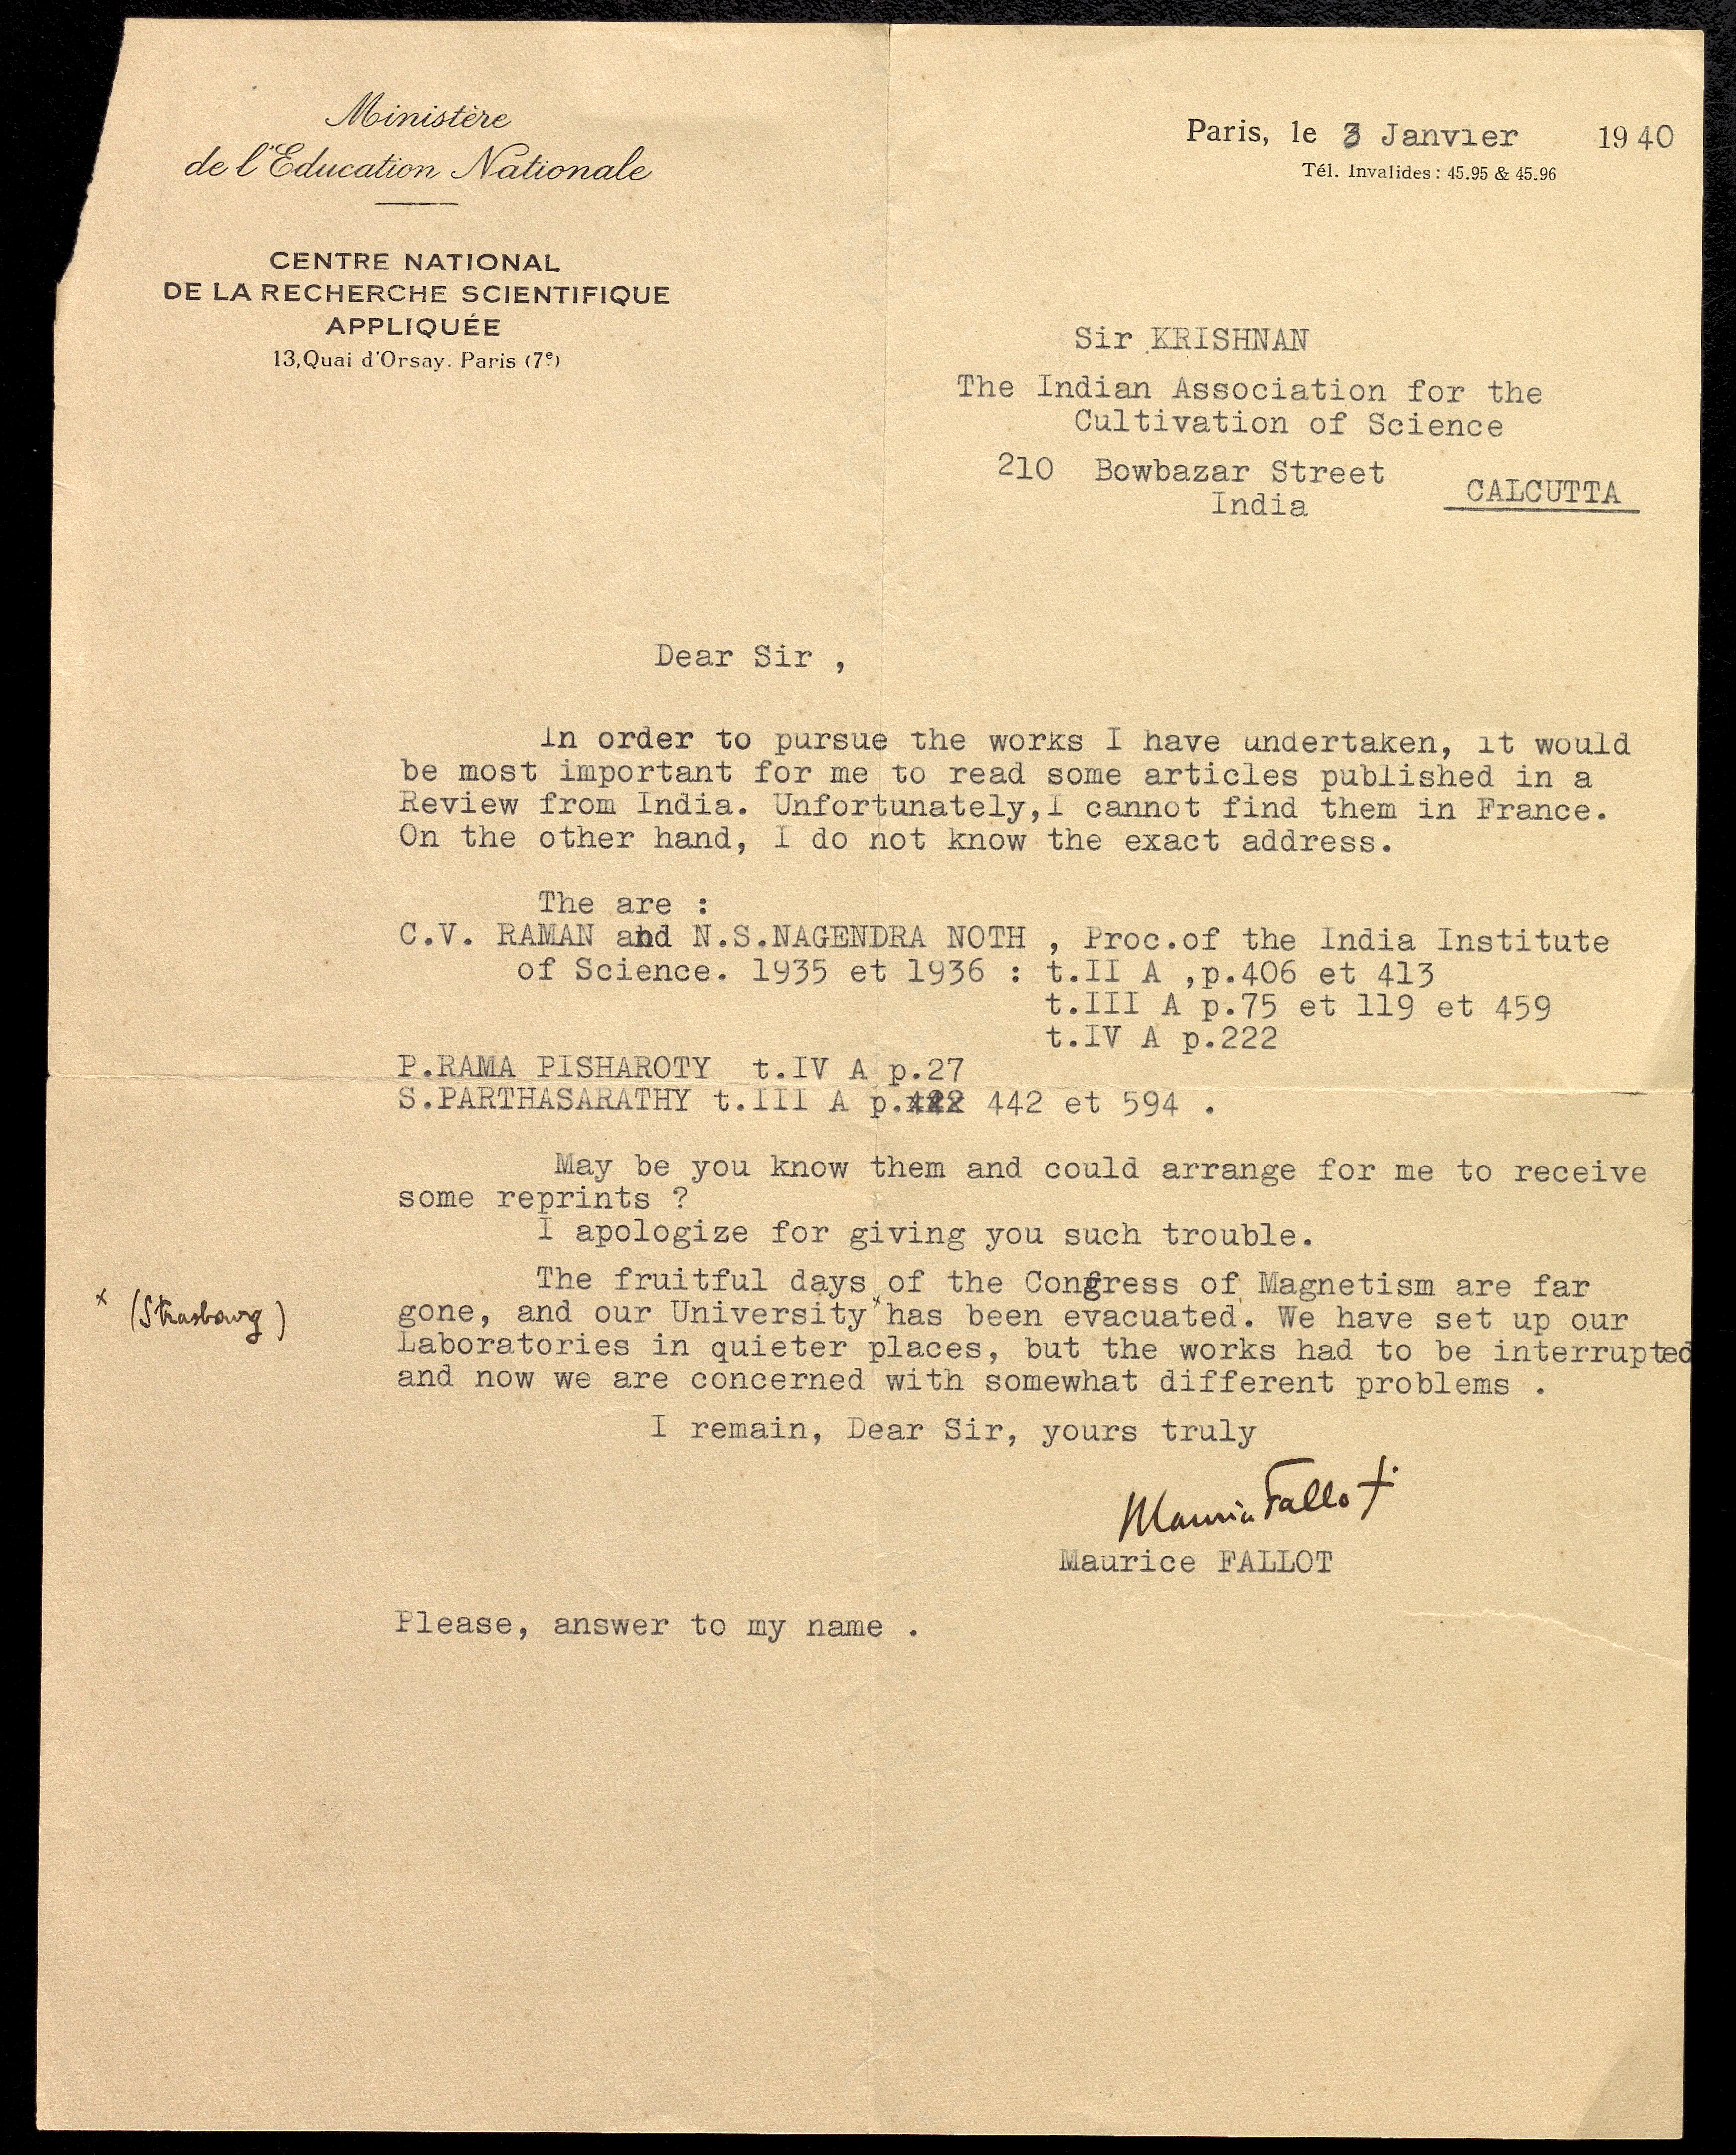 Ministère
de l'Education Nationale
CENTRE NATIONAL
DE LA RECHERCHE SCIENTIFIQUE
APPLIQUÉE
13, Quai d'Orsay. Paris (7e)
Paris, le 3 Janvier 1940
Tél. Invalides : 45.95 & 45.96
Sir KRISHNAN
The Indian Association for the
Cultivation of Science
210 Bowbazar Street
India
CALCUTTA
Dear Sir ,
In order to pursue the works I have undertaken, it would
be most important for me to read some articles published in a
Review from India. Unfortunately,I cannot find them in France.
On the other hand, I do not know the exact address.
The are :
C.V. RAMAN and N.S.NAGENDRA NOTH , Proc.of the India Institute
of Science. 1935 et 1936 : t.II A ,p.406 et 413
t.III A p.75 et 119 et 459
t.IV A p.222
P.RAMA PISHAROTY t.IV A p.27
S.PARTHASARATHY t.III A p. 442 et 594 .
May be you know them and could arrange for me to receive
some reprints ?
I apologize for giving you such trouble.
The fruitful days of the Congress of Magnetism are far
gone, and our University x has been evacuated. We have set up our
Laboratories in quieter places, but the works had to be interrupted
and now we are concerned with somewhat different problems .
x (Strasbourg)
I remain, Dear Sir, yours truly
Maurice Fallot
Maurice FALLOT
Please, answer to my name .